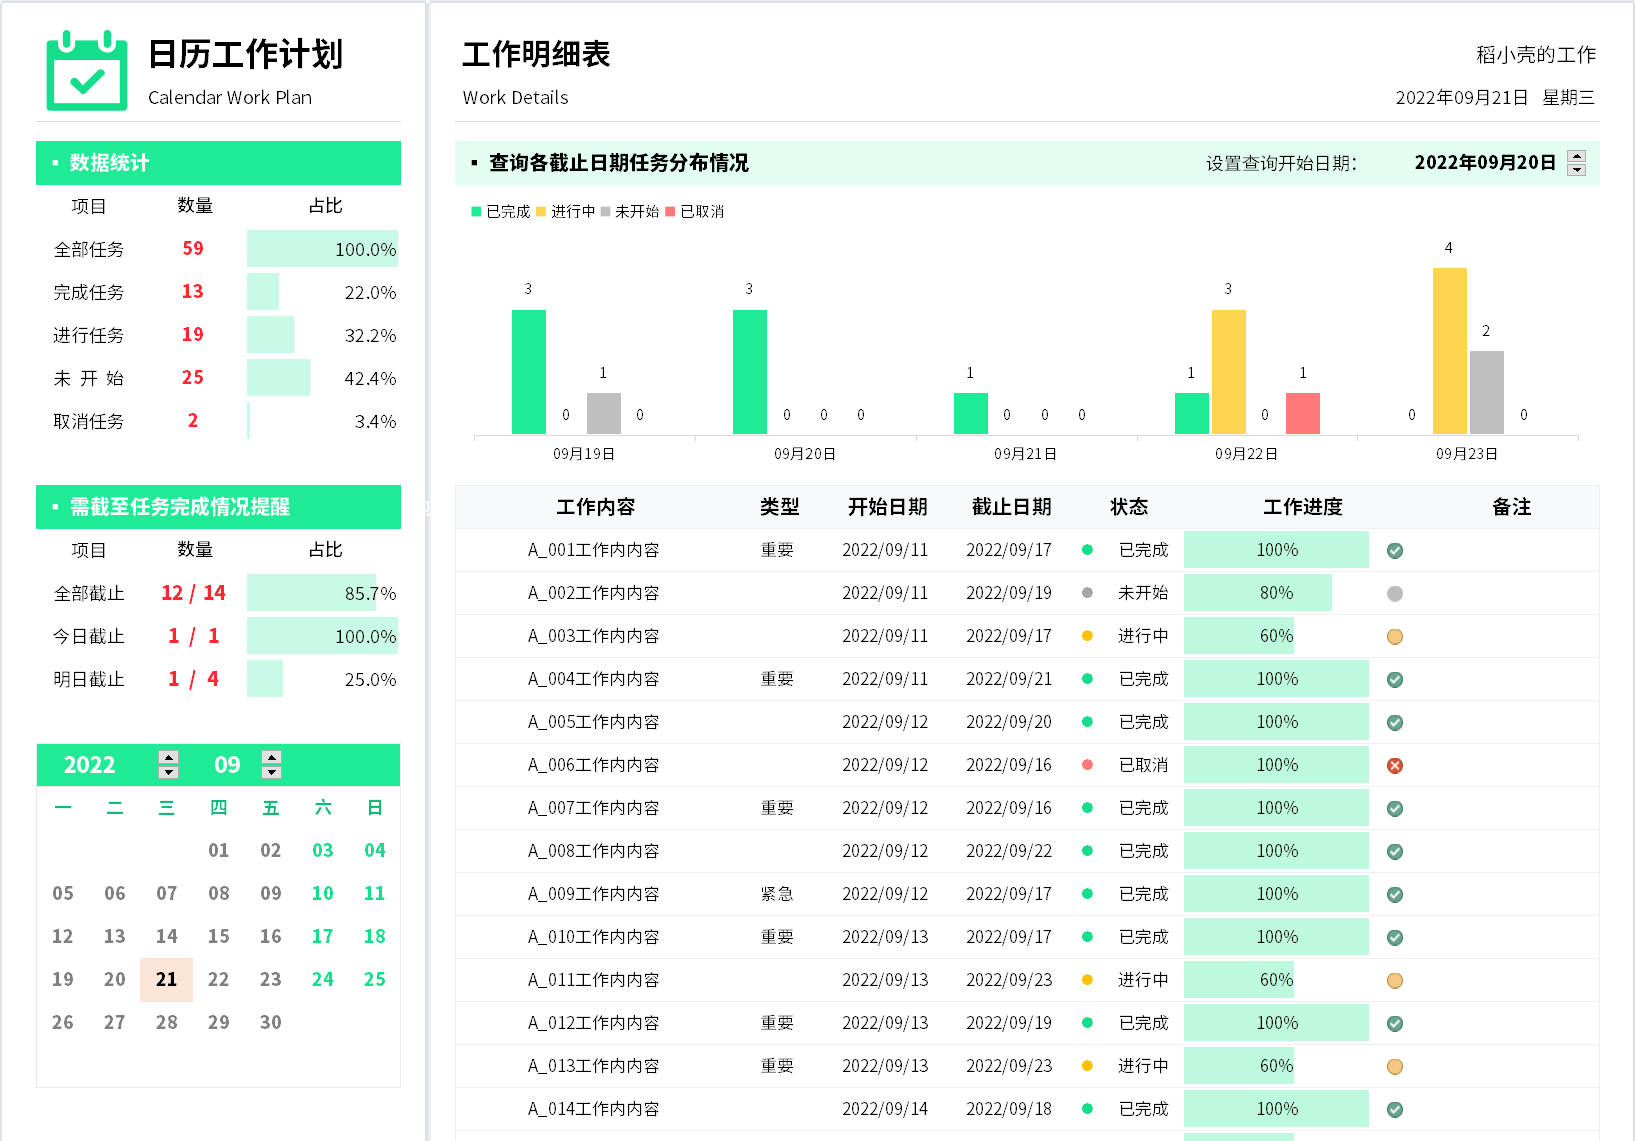 日历工作计划
Calendar Work Plan
▪ 数据统计
项目 数量 占比
全部任务 59 100.0%
完成任务 13 22.0%
进行任务 19 32.2%
未 开 始 25 42.4%
取消任务 2 3.4%
▪ 需截至任务完成情况提醒
项目 数量 占比
全部截止 12 / 14 85.7%
今日截止 1 / 1 100.0%
明日截止 1 / 4 25.0%
2022 09
一 二 三 四 五 六 日
01 02 03 04
05 06 07 08 09 10 11
12 13 14 15 16 17 18
19 20 21 22 23 24 25
26 27 28 29 30
工作明细表 稻小壳的工作
Work Details 2022年09月21日 星期三
▪ 查询各截止日期任务分布情况 设置查询开始日期： 2022年09月20日
已完成 进行中 未开始 已取消
3 0 1 0
3 0 0 0
1 0 0 0
1 3 0 1
0 4 2 0
09月19日 09月20日 09月21日 09月22日 09月23日
工作内容 类型 开始日期 截止日期 状态 工作进度 备注
A_001工作内内容 重要 2022/09/11 2022/09/17 已完成 100%
A_002工作内内容 2022/09/11 2022/09/19 未开始 80%
A_003工作内内容 2022/09/11 2022/09/17 进行中 60%
A_004工作内内容 重要 2022/09/11 2022/09/21 已完成 100%
A_005工作内内容 2022/09/12 2022/09/20 已完成 100%
A_006工作内内容 2022/09/12 2022/09/16 已取消 100%
A_007工作内内容 重要 2022/09/12 2022/09/16 已完成 100%
A_008工作内内容 2022/09/12 2022/09/22 已完成 100%
A_009工作内内容 紧急 2022/09/12 2022/09/17 已完成 100%
A_010工作内内容 重要 2022/09/13 2022/09/17 已完成 100%
A_011工作内内容 2022/09/13 2022/09/23 进行中 60%
A_012工作内内容 重要 2022/09/13 2022/09/19 已完成 100%
A_013工作内内容 重要 2022/09/13 2022/09/23 进行中 60%
A_014工作内内容 2022/09/14 2022/09/18 已完成 100%